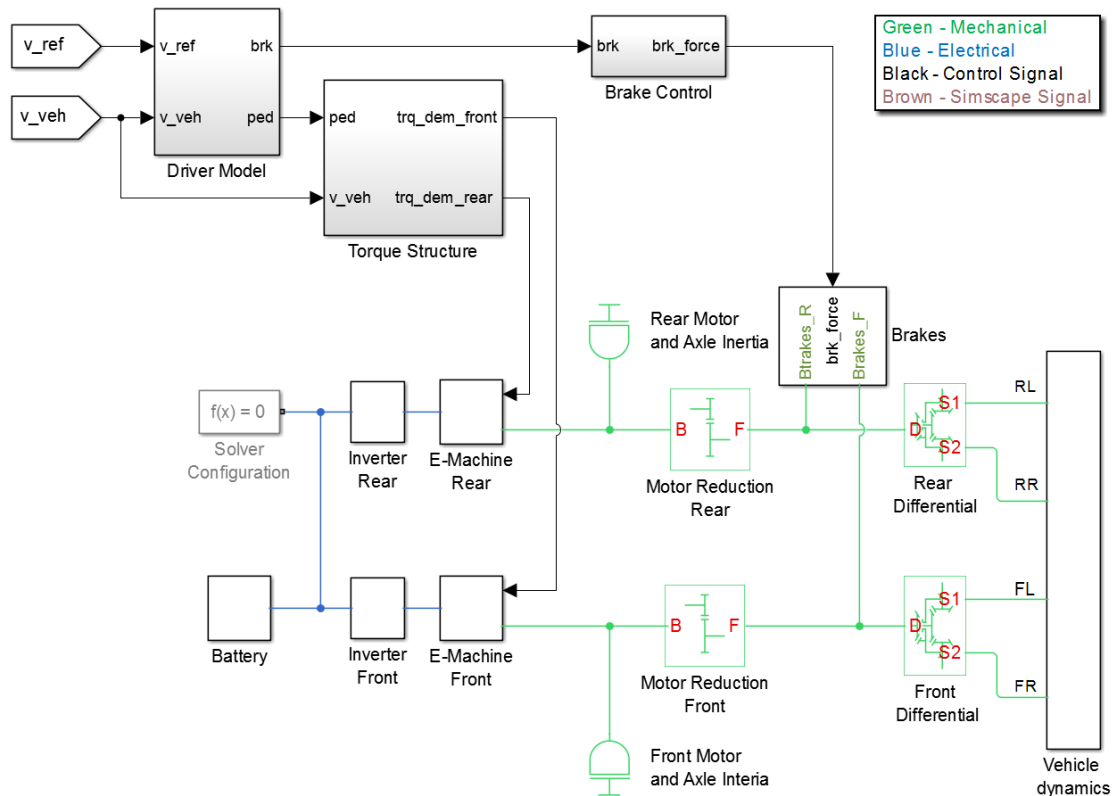 v_ref
v_ref
brk
brk
brk_force
Green - Mechanical
Blue - Electrical
Black - Control Signal
Brown - Simscape Signal
Brake Control
v_veh
v_veh
ped
ped
trq_dem_front
Driver Model
v_veh
trq_dem_rear
Torque Structure
Rear Motor
and Axle Inertia
Btrakes_R
brk_force
Brakes_F
Brakes
f(x) = 0
Solver
Configuration
Inverter
Rear
E-Machine
Rear
B
F
Motor Reduction
Rear
D
S1
S2
RL
RR
Rear
Differential
Battery
Inverter
Front
E-Machine
Front
B
F
Motor Reduction
Front
D
S1
S2
FL
FR
Front
Differential
Front Motor
and Axle Interia
Vehicle
dynamics